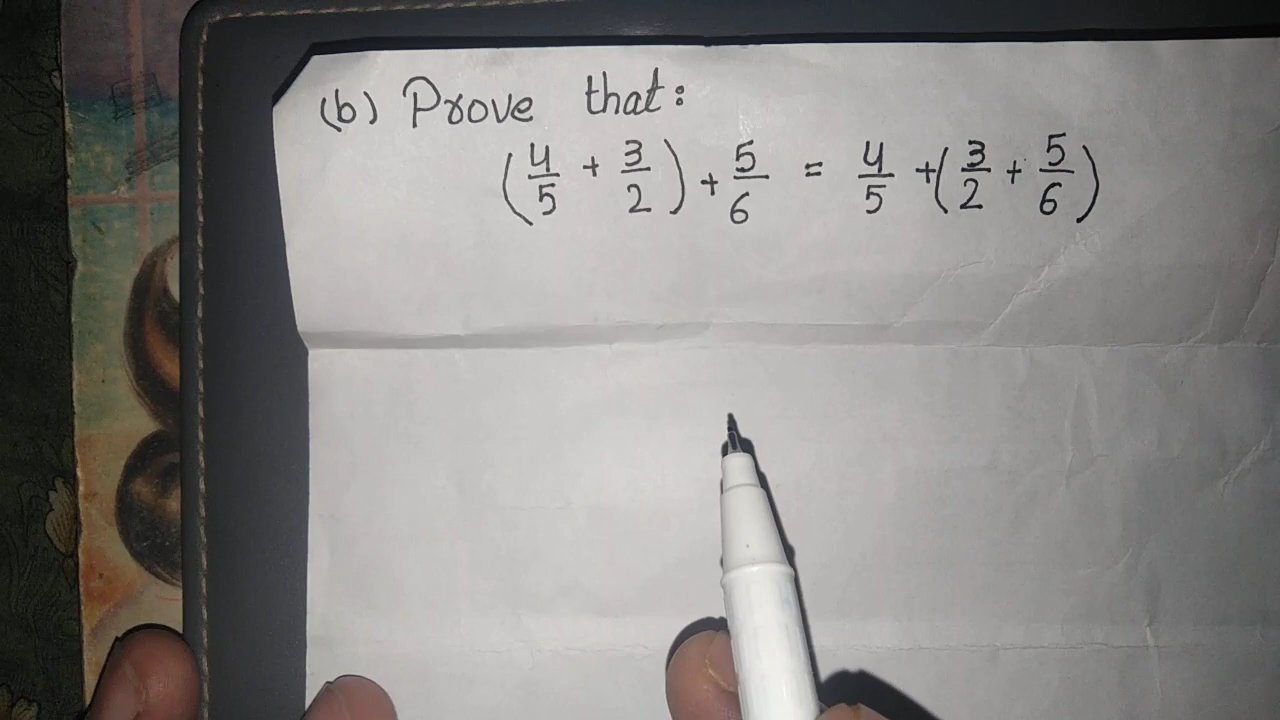 (b) Prove that:
(4/5 + 3/2) + 5/6 = 4/5 + (3/2 + 5/6)